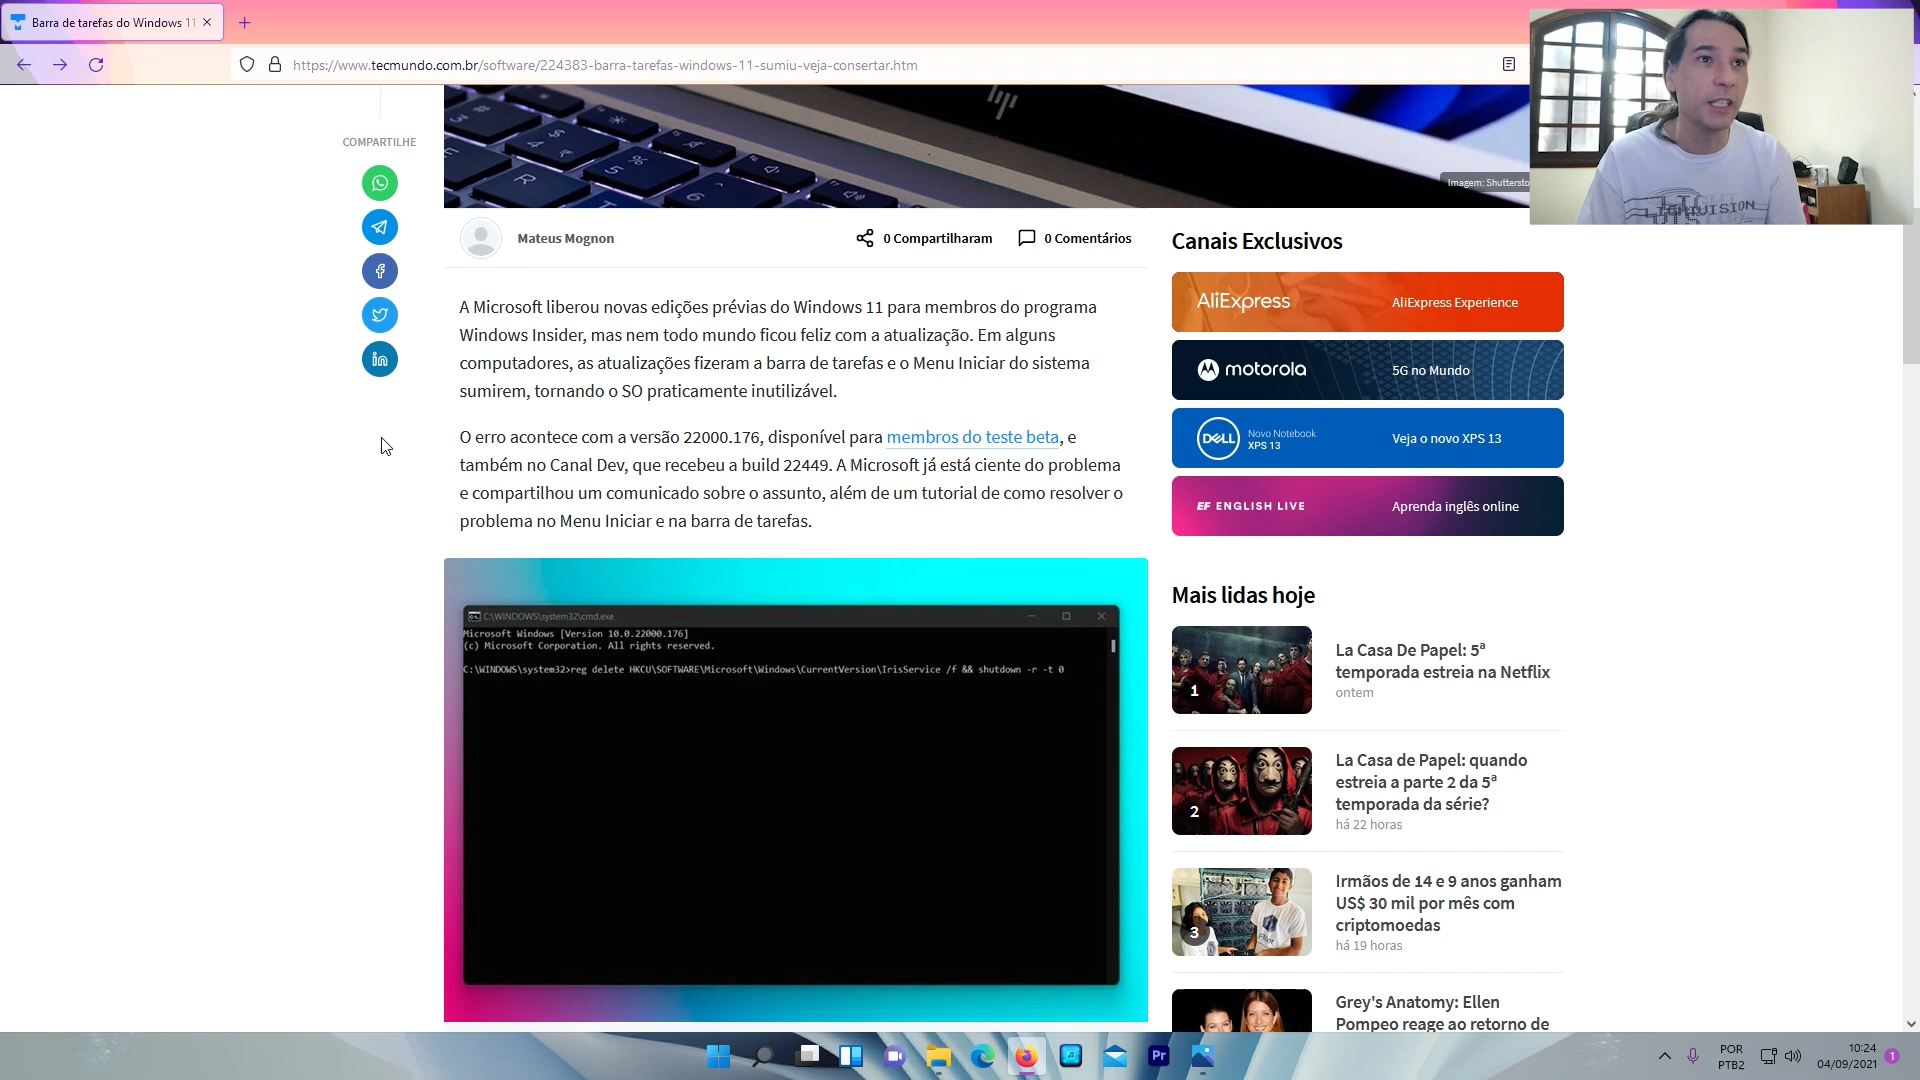 Barra de tarefas do Windows 11
https://www.tecmundo.com.br/software/224383-barra-tarefas-windows-11-sumiu-veja-consertar.htm
COMPARTILHE
hp
$
4
%
5
R
6
Imagem: Shuttersto
Mateus Mognon
0 Compartilharam
0 Comentários
A Microsoft liberou novas edições prévias do Windows 11 para membros do programa
Windows Insider, mas nem todo mundo ficou feliz com a atualização. Em alguns
computadores, as atualizações fizeram a barra de tarefas e o Menu Iniciar do sistema
sumirem, tornando o SO praticamente inutilizável.
O erro acontece com a versão 22000.176, disponível para membros do teste beta, e
também no Canal Dev, que recebeu a build 22449. A Microsoft já está ciente do problema
e compartilhou um comunicado sobre o assunto, além de um tutorial de como resolver o
problema no Menu Iniciar e na barra de tarefas.
C:\WINDOWS\system32\cmd.exe
Microsoft Windows [Version 10.0.22000.176]
(c) Microsoft Corporation. All rights reserved.
C:\WINDOWS\system32>reg delete HKCU\SOFTWARE\Microsoft\Windows\CurrentVersion\IrisService /f && shutdown -r -t 0
Canais Exclusivos
AliExpress
AliExpress Experience
motorola
5G no Mundo
DELL
Novo Notebook
XPS 13
Veja o novo XPS 13
EF ENGLISH LIVE
Aprenda inglês online
Mais lidas hoje
1
La Casa De Papel: 5ª
temporada estreia na Netflix
ontem
2
La Casa de Papel: quando
estreia a parte 2 da 5ª
temporada da série?
há 22 horas
3
Irmãos de 14 e 9 anos ganham
US$ 30 mil por mês com
criptomoedas
há 19 horas
Grey's Anatomy: Ellen
Pompeo reage ao retorno de
Pr
POR
PTB2
10:24
04/09/2021
1